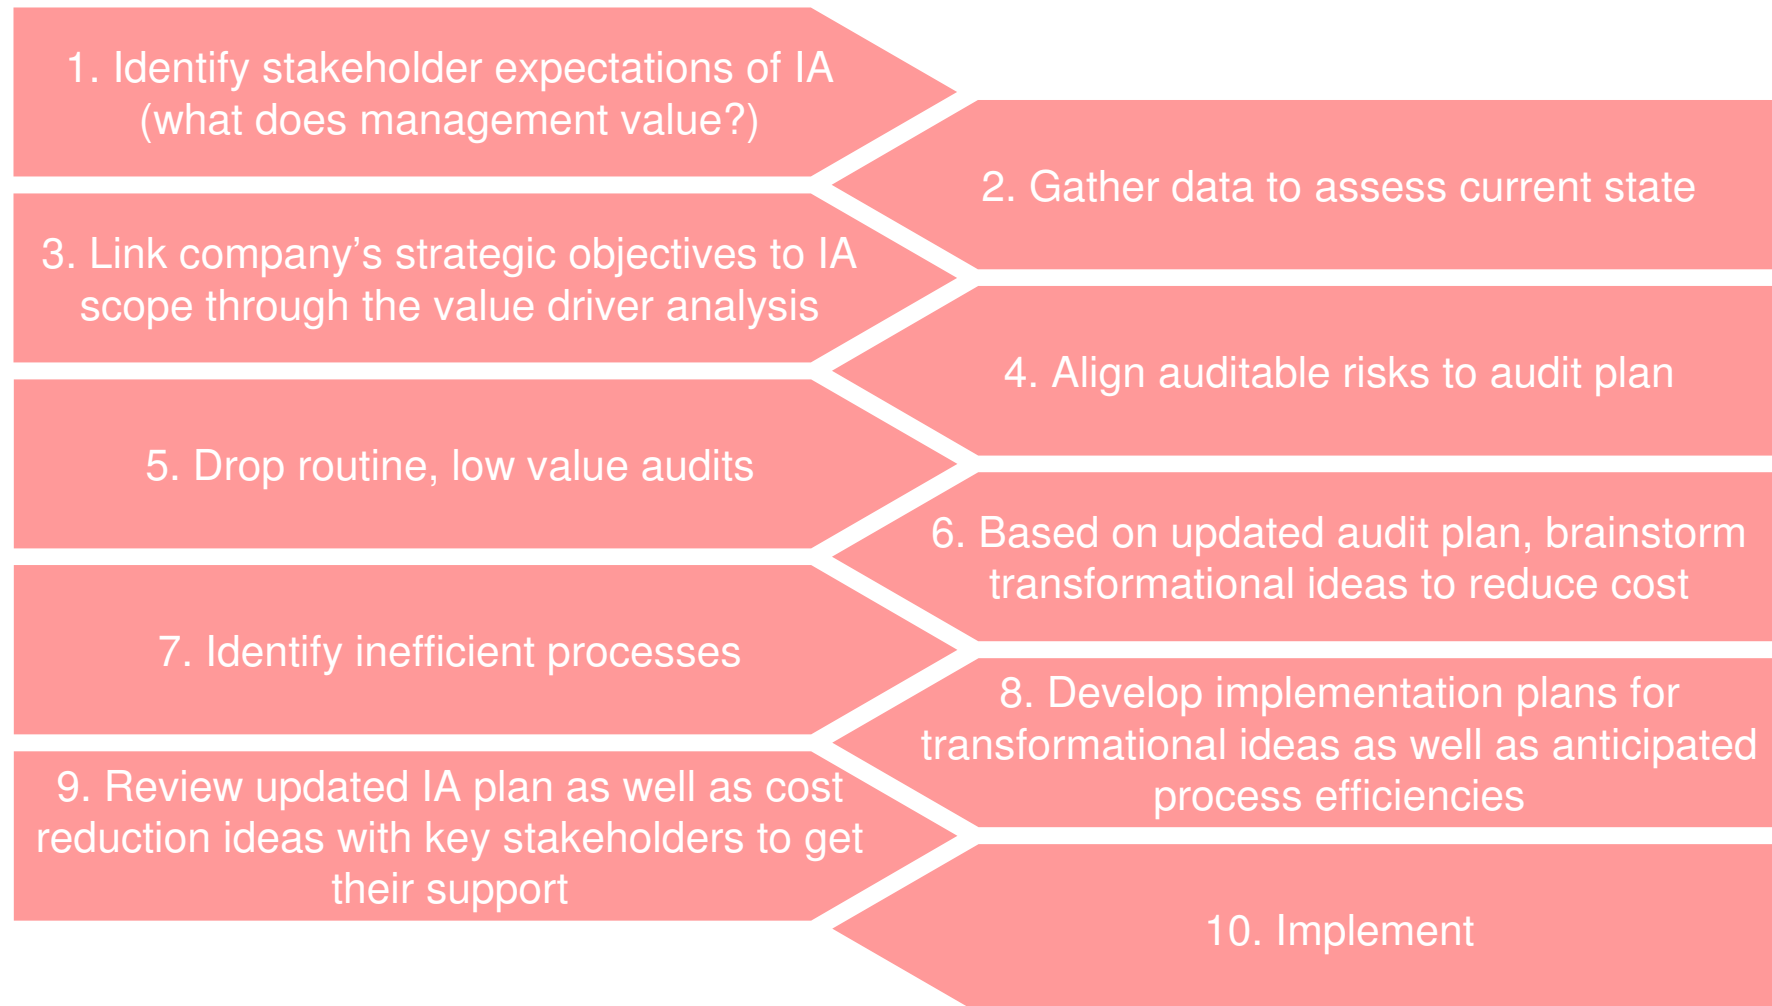 1. Identify stakeholder expectations of IA
(what does management value?)
2. Gather data to assess current state
3. Link company’s strategic objectives to IA
scope through the value driver analysis
4. Align auditable risks to audit plan
5. Drop routine, low value audits
6. Based on updated audit plan, brainstorm
transformational ideas to reduce cost
7. Identify inefficient processes
8. Develop implementation plans for
transformational ideas as well as anticipated
process efficiencies
9. Review updated IA plan as well as cost
reduction ideas with key stakeholders to get
their support
10. Implement